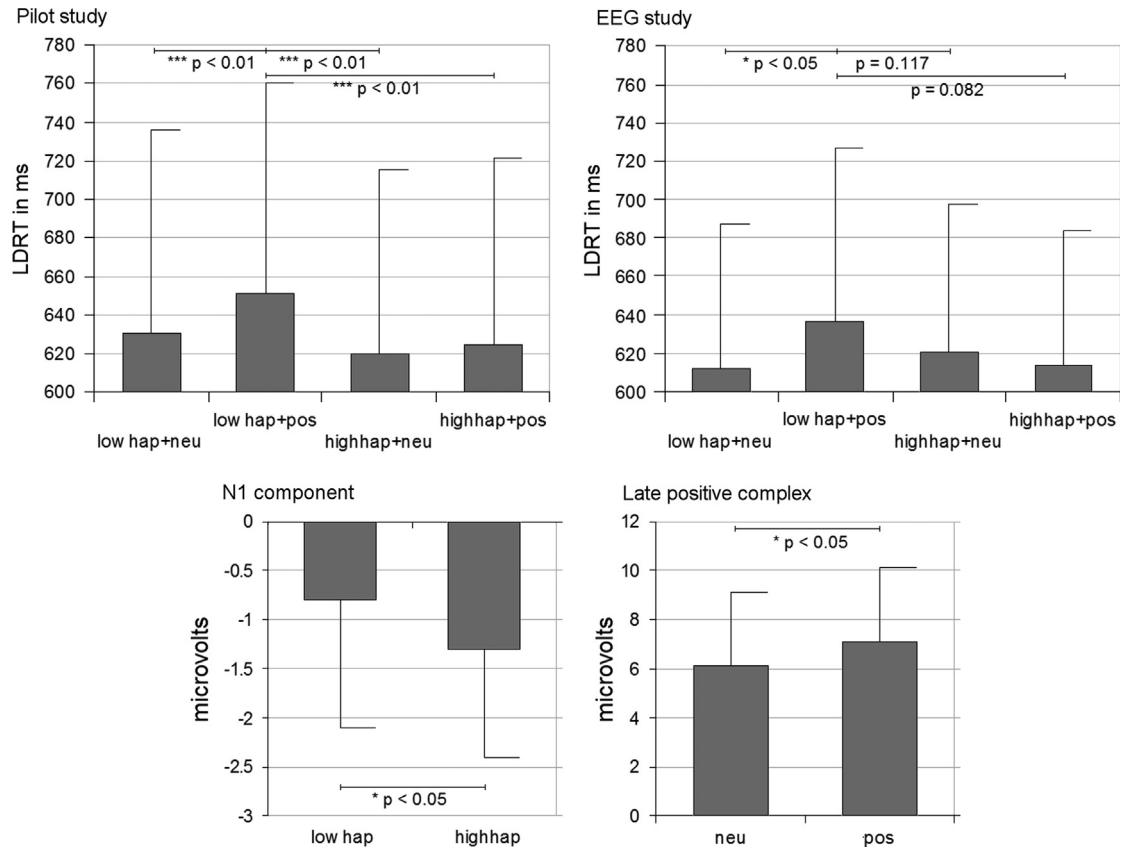 Pilot study
780
760
740
720
700
680
660
640
620
600
LDRT in ms
*** p < 0.01
*** p < 0.01
*** p < 0.01
low hap+neu
low hap+pos
highhap+neu
highhap+pos
EEG study
780
760
740
720
700
680
660
640
620
600
LDRT in ms
* p < 0.05
p = 0.117
p = 0.082
low hap+neu
low hap+pos
highhap+neu
highhap+pos
N1 component
0
-0.5
-1
-1.5
-2
-2.5
-3
microvolts
* p < 0.05
low hap
highhap
Late positive complex
12
10
8
6
4
2
0
microvolts
* p < 0.05
neu
pos